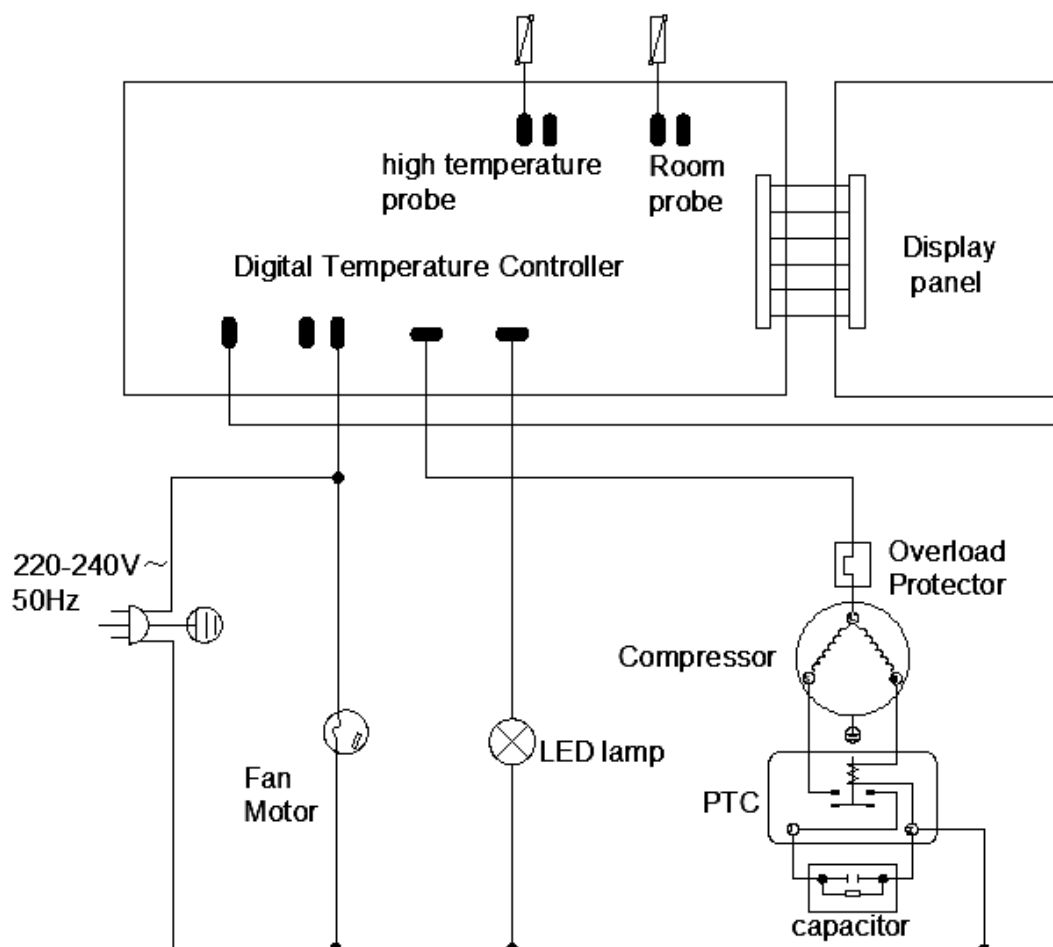 high temperature
probe
Room
probe
Digital Temperature Controller
Display
panel
220-240V～
50Hz
Overload
Protector
Compressor
Fan
Motor
LED lamp
PTC
capacitor